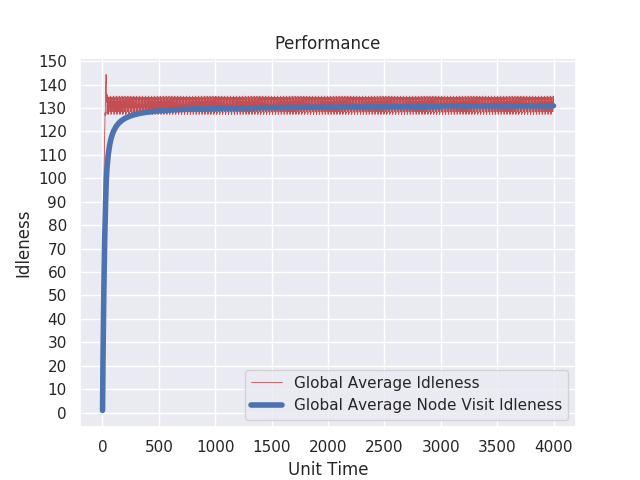 Performance
150
140
130
120
110
100
90
80
70
60
50
40
30
20
10
0
Idleness
0 500 1000 1500 2000 2500 3000 3500 4000
Unit Time
Global Average Idleness
Global Average Node Visit Idleness